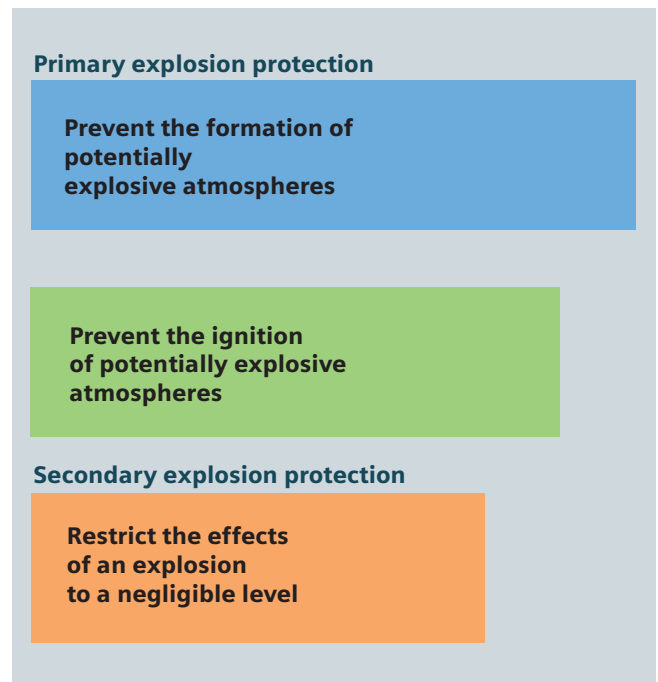 Primary explosion protection
Prevent the formation of
potentially
explosive atmospheres
Prevent the ignition
of potentially explosive
atmospheres
Secondary explosion protection
Restrict the effects
of an explosion
to a negligible level